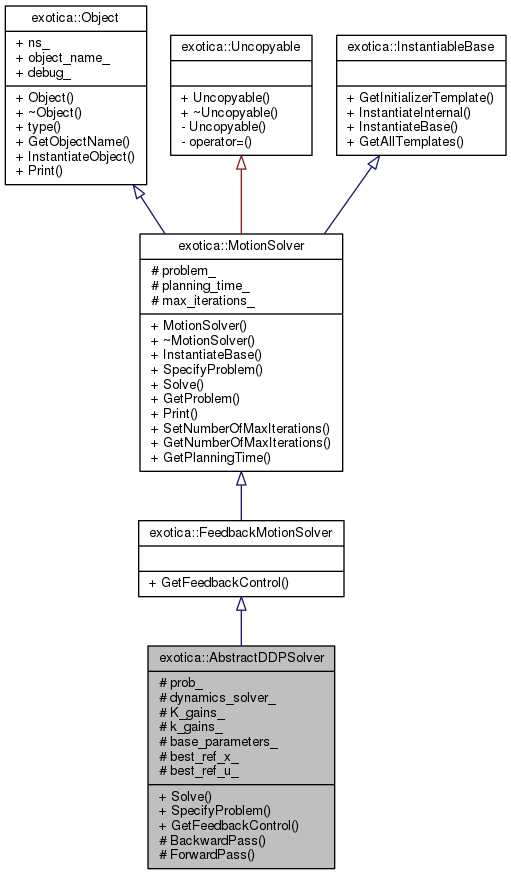 exotica::Object
+ ns_
+ object_name_
+ debug_
+ Object()
+ ~Object()
+ type()
+ GetObjectName()
+ InstantiateObject()
+ Print()
exotica::Uncopyable
+ Uncopyable()
+ ~Uncopyable()
- Uncopyable()
- operator=()
exotica::InstantiableBase
+ GetInitializerTemplate()
+ InstantiateInternal()
+ InstantiateBase()
+ GetAllTemplates()
exotica::MotionSolver
# problem_
# planning_time_
# max_iterations_
+ MotionSolver()
+ ~MotionSolver()
+ InstantiateBase()
+ SpecifyProblem()
+ Solve()
+ GetProblem()
+ Print()
+ SetNumberOfMaxIterations()
+ GetNumberOfMaxIterations()
+ GetPlanningTime()
exotica::FeedbackMotionSolver
+ GetFeedbackControl()
exotica::AbstractDDPSolver
# prob_
# dynamics_solver_
# K_gains_
# k_gains_
# base_parameters_
# best_ref_x_
# best_ref_u_
+ Solve()
+ SpecifyProblem()
+ GetFeedbackControl()
# BackwardPass()
# ForwardPass()